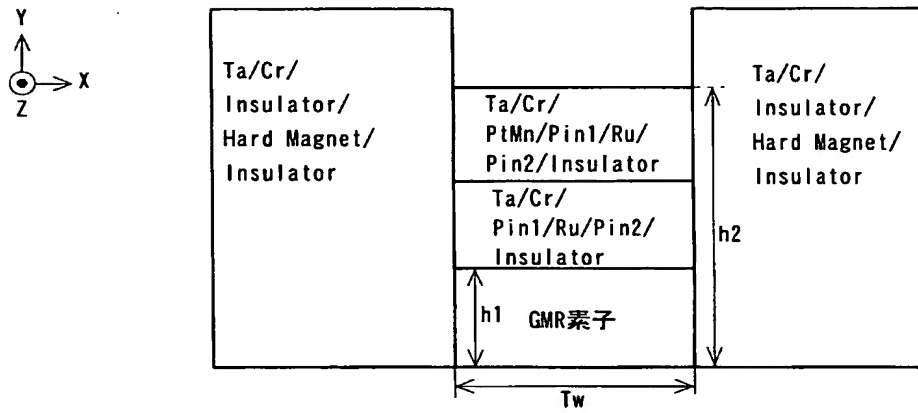 Y
X
Z
Ta/Cr/
Insulator/
Hard Magnet/
Insulator
Ta/Cr/
PtMn/Pin1/Ru/
Pin2/Insulator
Ta/Cr/
Pin1/Ru/Pin2/
Insulator
h1
GMR素子
Tw
h2
Ta/Cr/
Insulator/
Hard Magnet/
Insulator